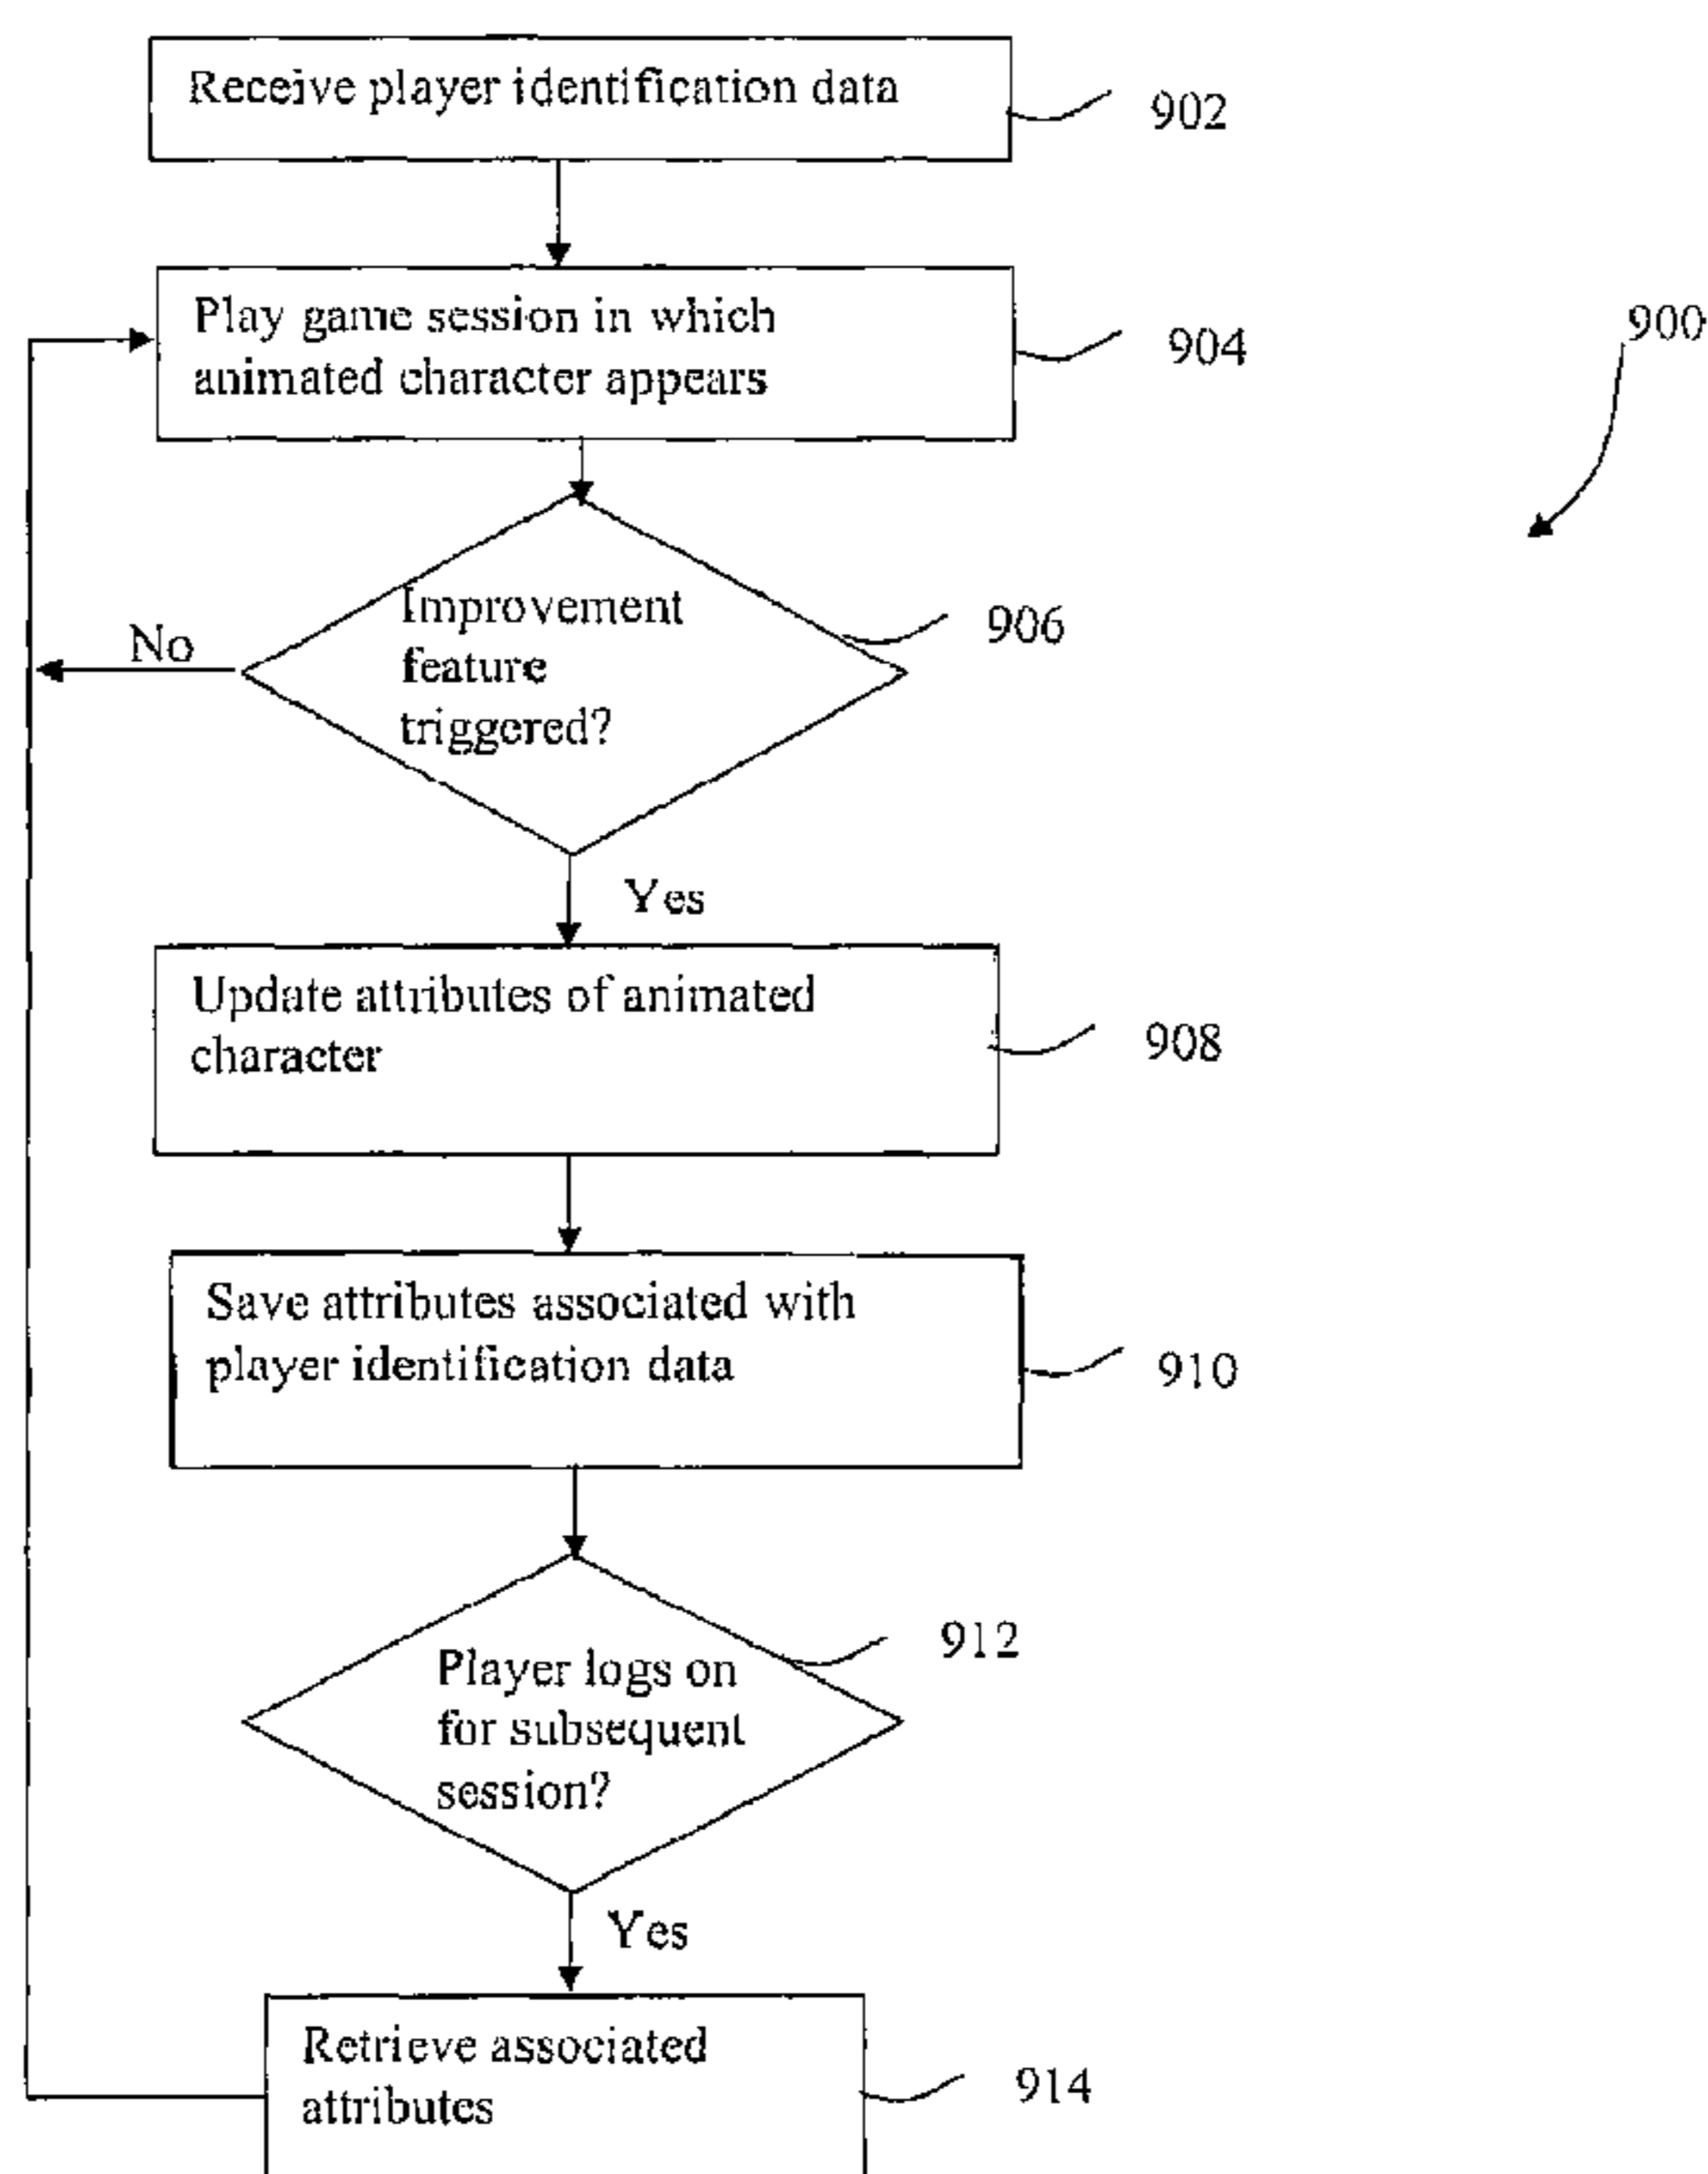 Receive player identification data
902
Play game session in which
animated character appears
904
900
Improvement
feature
triggered?
906
No
Yes
Update attributes of animated
character
908
Save attributes associated with
player identification data
910
Player logs on
for subsequent
session?
912
Yes
Retrieve associated
attributes
914